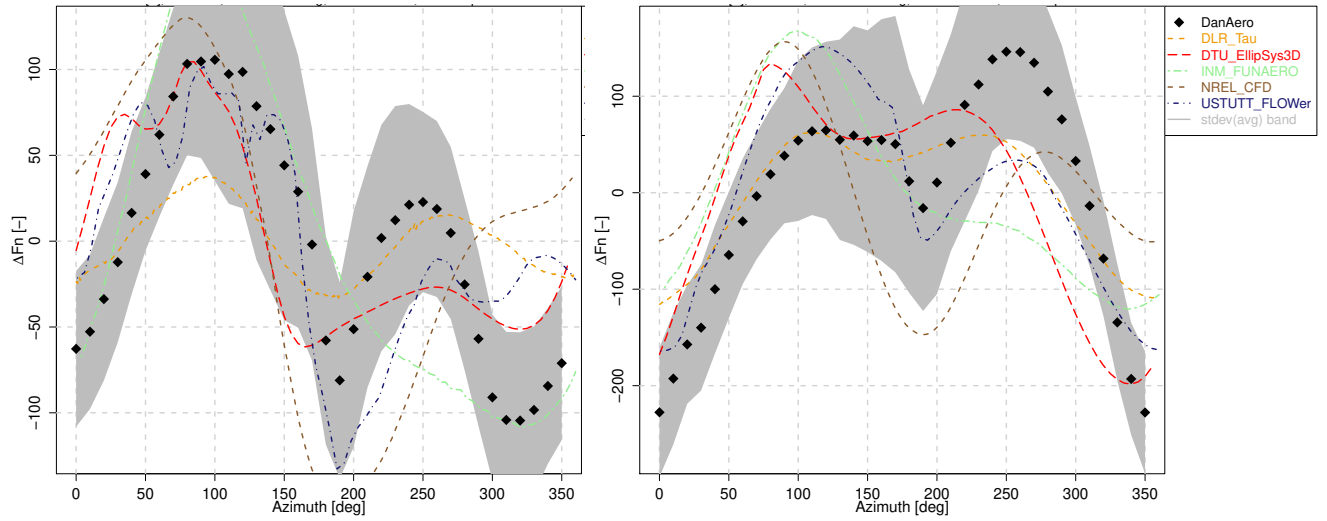 ΔFn [−]
100
50
0
−50
−100
0
50
100
150
200
250
300
350
Azimuth [deg]
ΔFn [−]
100
0
−100
−200
0
50
100
150
200
250
300
350
Azimuth [deg]
DanAero
DLR_Tau
DTU_EllipSys3D
INM_FUNAERO
NREL_CFD
USTUTT_FLOWer
stdev(avg) band